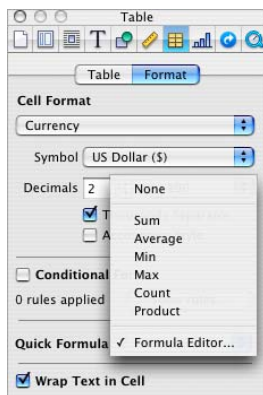 Table
T
Table Format
Cell Format
Currency
Symbol US Dollar ($)
Decimals 2
None
Sum
Average
Min
Max
Count
Product
✓ Formula Editor...
Conditional
0 rules applied
Quick Formula
Wrap Text in Cell